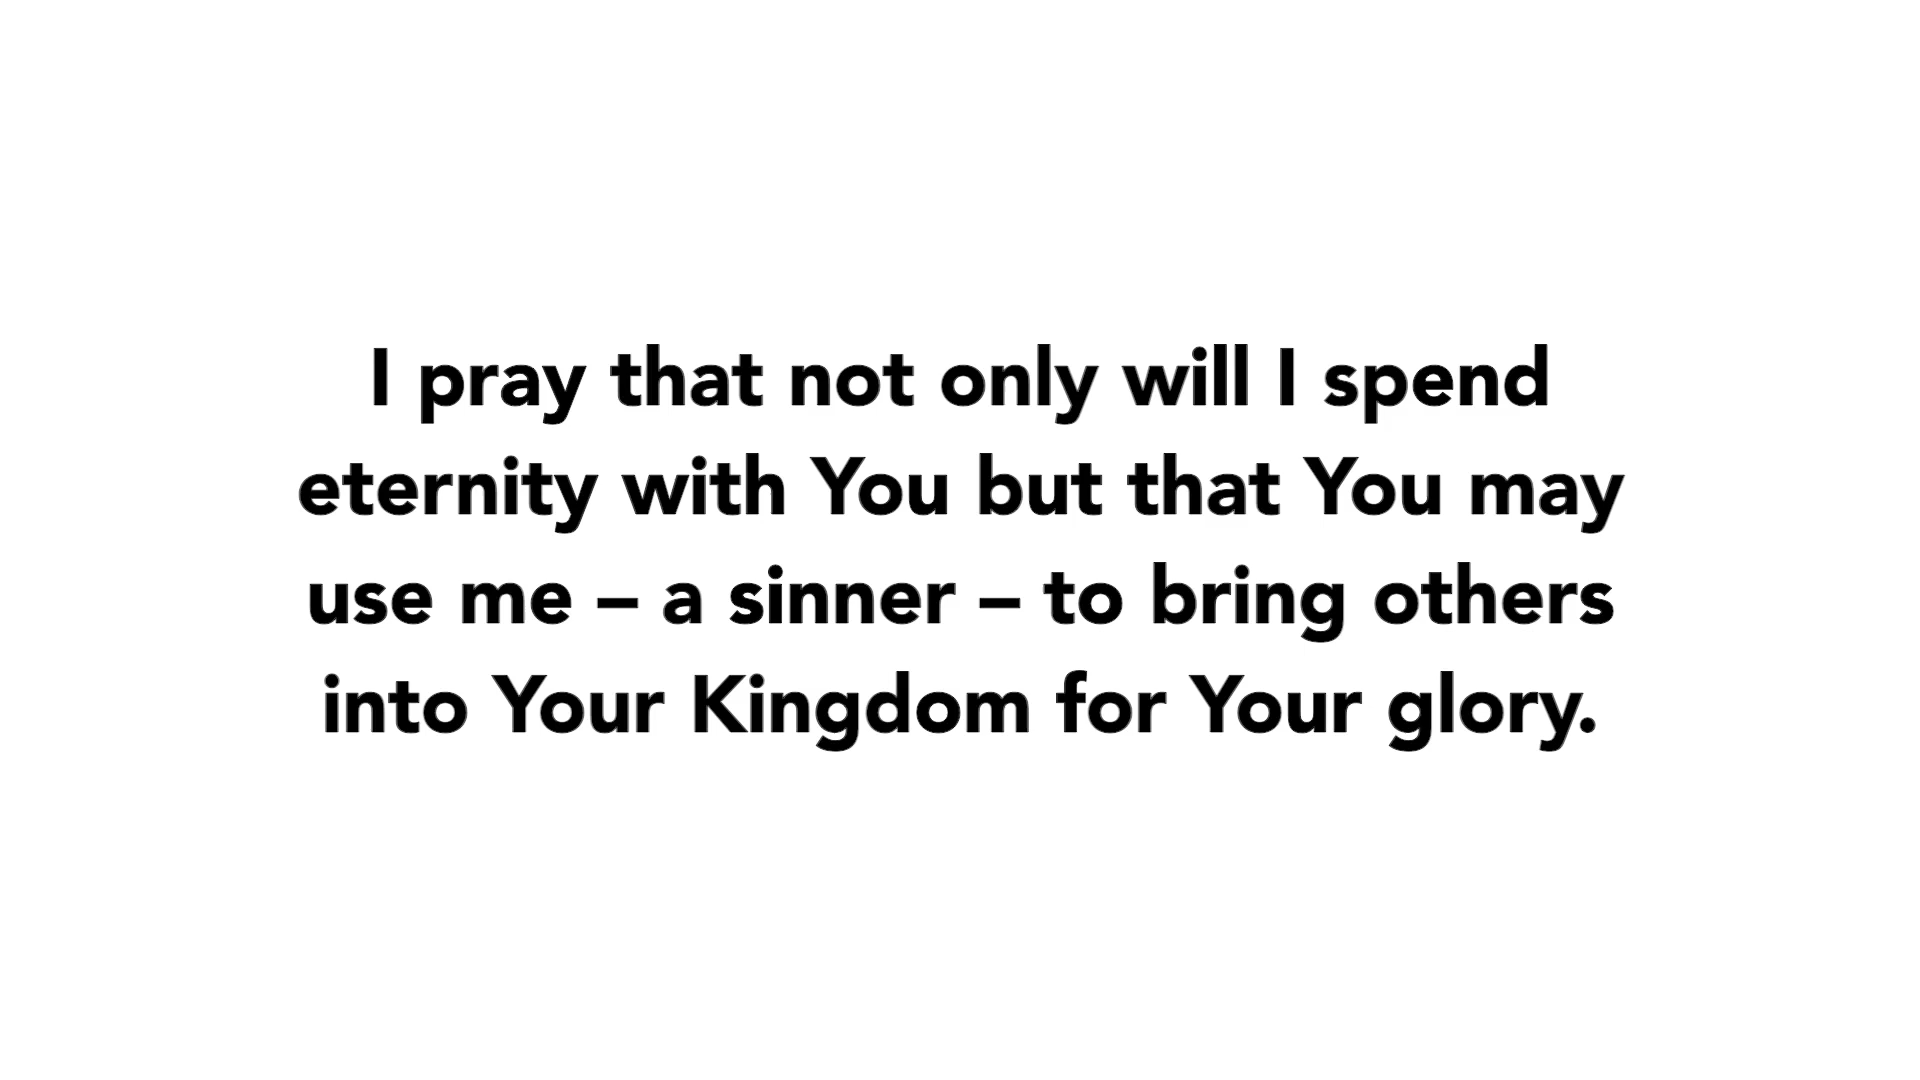 I pray that not only will I spend
eternity with You but that You may
use me – a sinner – to bring others
into Your Kingdom for Your glory.